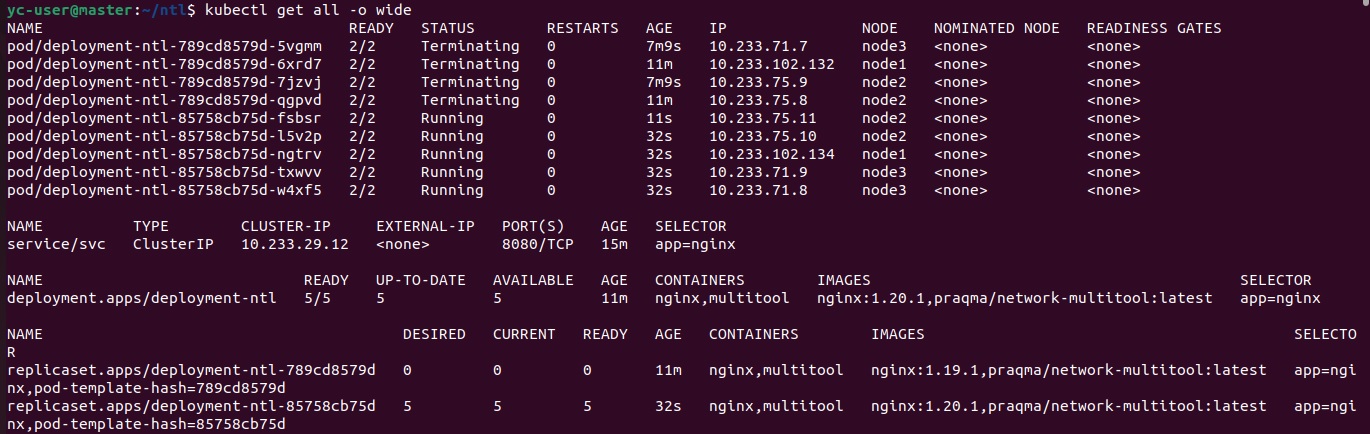 yc-user@master:~/ntl$ kubectl get all -o wide
NAME                                  READY   STATUS        RESTARTS   AGE    IP               NODE    NOMINATED NODE   READINESS GATES
pod/deployment-ntl-789cd8579d-5vgmm   2/2     Terminating   0          7m9s   10.233.71.7      node3   <none>           <none>
pod/deployment-ntl-789cd8579d-6xrd7   2/2     Terminating   0          11m    10.233.102.132   node1   <none>           <none>
pod/deployment-ntl-789cd8579d-7jzvj   2/2     Terminating   0          7m9s   10.233.75.9      node2   <none>           <none>
pod/deployment-ntl-789cd8579d-qgpvd   2/2     Terminating   0          11m    10.233.75.8      node2   <none>           <none>
pod/deployment-ntl-85758cb75d-fsbsr   2/2     Running       0          11s    10.233.75.11     node2   <none>           <none>
pod/deployment-ntl-85758cb75d-l5v2p   2/2     Running       0          32s    10.233.75.10     node2   <none>           <none>
pod/deployment-ntl-85758cb75d-ngtrv   2/2     Running       0          32s    10.233.102.134   node1   <none>           <none>
pod/deployment-ntl-85758cb75d-txwvv   2/2     Running       0          32s    10.233.71.9      node3   <none>           <none>
pod/deployment-ntl-85758cb75d-w4xf5   2/2     Running       0          32s    10.233.71.8      node3   <none>           <none>
NAME          TYPE        CLUSTER-IP     EXTERNAL-IP   PORT(S)    AGE   SELECTOR
service/svc   ClusterIP   10.233.29.12   <none>        8080/TCP   15m   app=nginx
NAME                             READY   UP-TO-DATE   AVAILABLE   AGE   CONTAINERS        IMAGES                                         SELECTOR
deployment.apps/deployment-ntl   5/5     5            5           11m   nginx,multitool   nginx:1.20.1,praqma/network-multitool:latest   app=nginx
NAME                                        DESIRED   CURRENT   READY   AGE   CONTAINERS        IMAGES                                         SELECTO
R
replicaset.apps/deployment-ntl-789cd8579d   0         0         0       11m   nginx,multitool   nginx:1.19.1,praqma/network-multitool:latest   app=ngi
nx,pod-template-hash=789cd8579d
replicaset.apps/deployment-ntl-85758cb75d   5         5         5       32s   nginx,multitool   nginx:1.20.1,praqma/network-multitool:latest   app=ngi
nx,pod-template-hash=85758cb75d